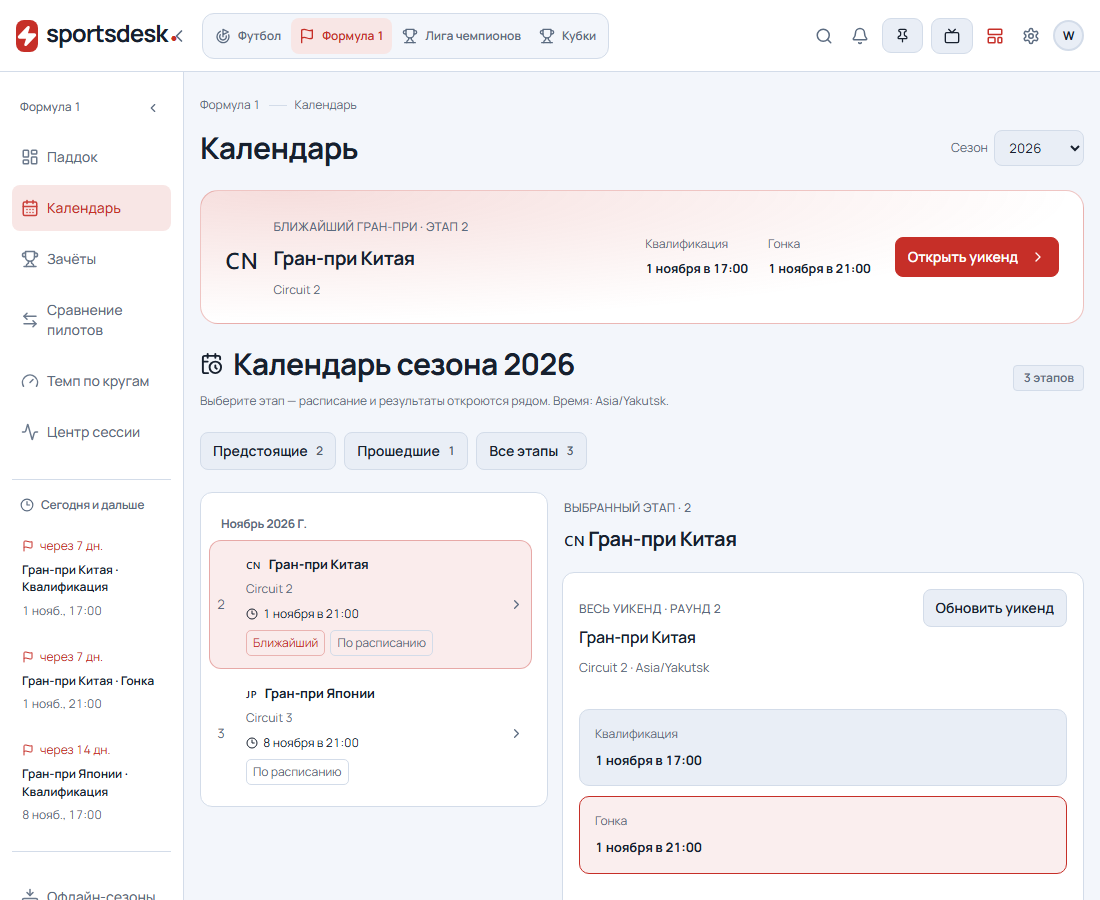 sportsdesk.
Футбол
Формула 1
Лига чемпионов
Кубки
W
Формула 1
Паддок
Календарь
Зачёты
Сравнение
пилотов
Темп по кругам
Центр сессии
Сегодня и дальше
через 7 дн.
Гран-при Китая ·
Квалификация
1 нояб., 17:00
через 7 дн.
Гран-при Китая · Гонка
1 нояб., 21:00
через 14 дн.
Гран-при Японии ·
Квалификация
8 нояб., 17:00
Офлайн-сезоны
Формула 1 — Календарь
Календарь
Сезон
2026
БЛИЖАЙШИЙ ГРАН-ПРИ · ЭТАП 2
CN
Гран-при Китая
Circuit 2
Квалификация
1 ноября в 17:00
Гонка
1 ноября в 21:00
Открыть уикенд
Календарь сезона 2026
Выберите этап — расписание и результаты откроются рядом. Время: Asia/Yakutsk.
3 этапов
Предстоящие 2
Прошедшие 1
Все этапы 3
Ноябрь 2026 Г.
2
CN Гран-при Китая
Circuit 2
1 ноября в 21:00
Ближайший
По расписанию
3
JP Гран-при Японии
Circuit 3
8 ноября в 21:00
По расписанию
ВЫБРАННЫЙ ЭТАП · 2
CN Гран-при Китая
ВЕСЬ УИКЕНД · РАУНД 2
Гран-при Китая
Circuit 2 · Asia/Yakutsk
Обновить уикенд
Квалификация
1 ноября в 17:00
Гонка
1 ноября в 21:00